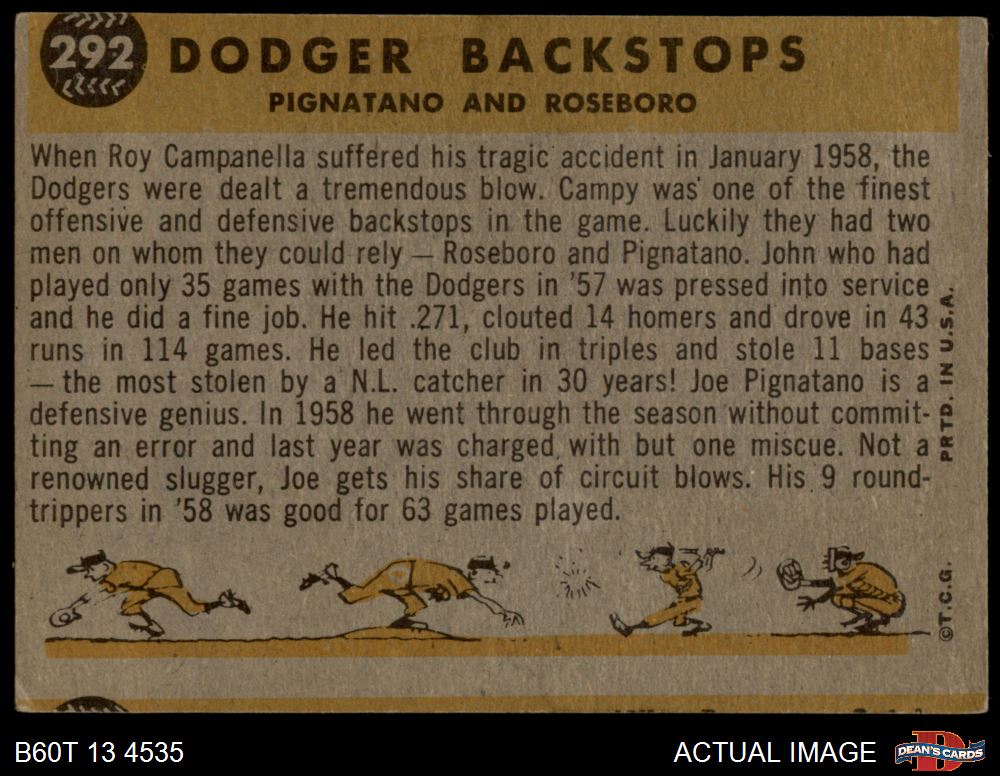 292
DODGER BACKSTOPS
PIGNATANO AND ROSEBORO
When Roy Campanella suffered his tragic accident in January 1958, the
Dodgers were dealt a tremendous blow. Campy was one of the finest
offensive and defensive backstops in the game. Luckily they had two
men on whom they could rely — Roseboro and Pignatano. John who had
played only 35 games with the Dodgers in '57 was pressed into service
and he did a fine job. He hit .271, clouted 14 homers and drove in 43
runs in 114 games. He led the club in triples and stole 11 bases
— the most stolen by a N.L. catcher in 30 years! Joe Pignatano is a
defensive genius. In 1958 he went through the season without commit-
ting an error and last year was charged with but one miscue. Not a
renowned slugger, Joe gets his share of circuit blows. His 9 round-
trippers in '58 was good for 63 games played.
©T.C.G. PRTD. IN U.S.A.
B60T 13 4535
ACTUAL IMAGE
D
DEAN'S CARDS